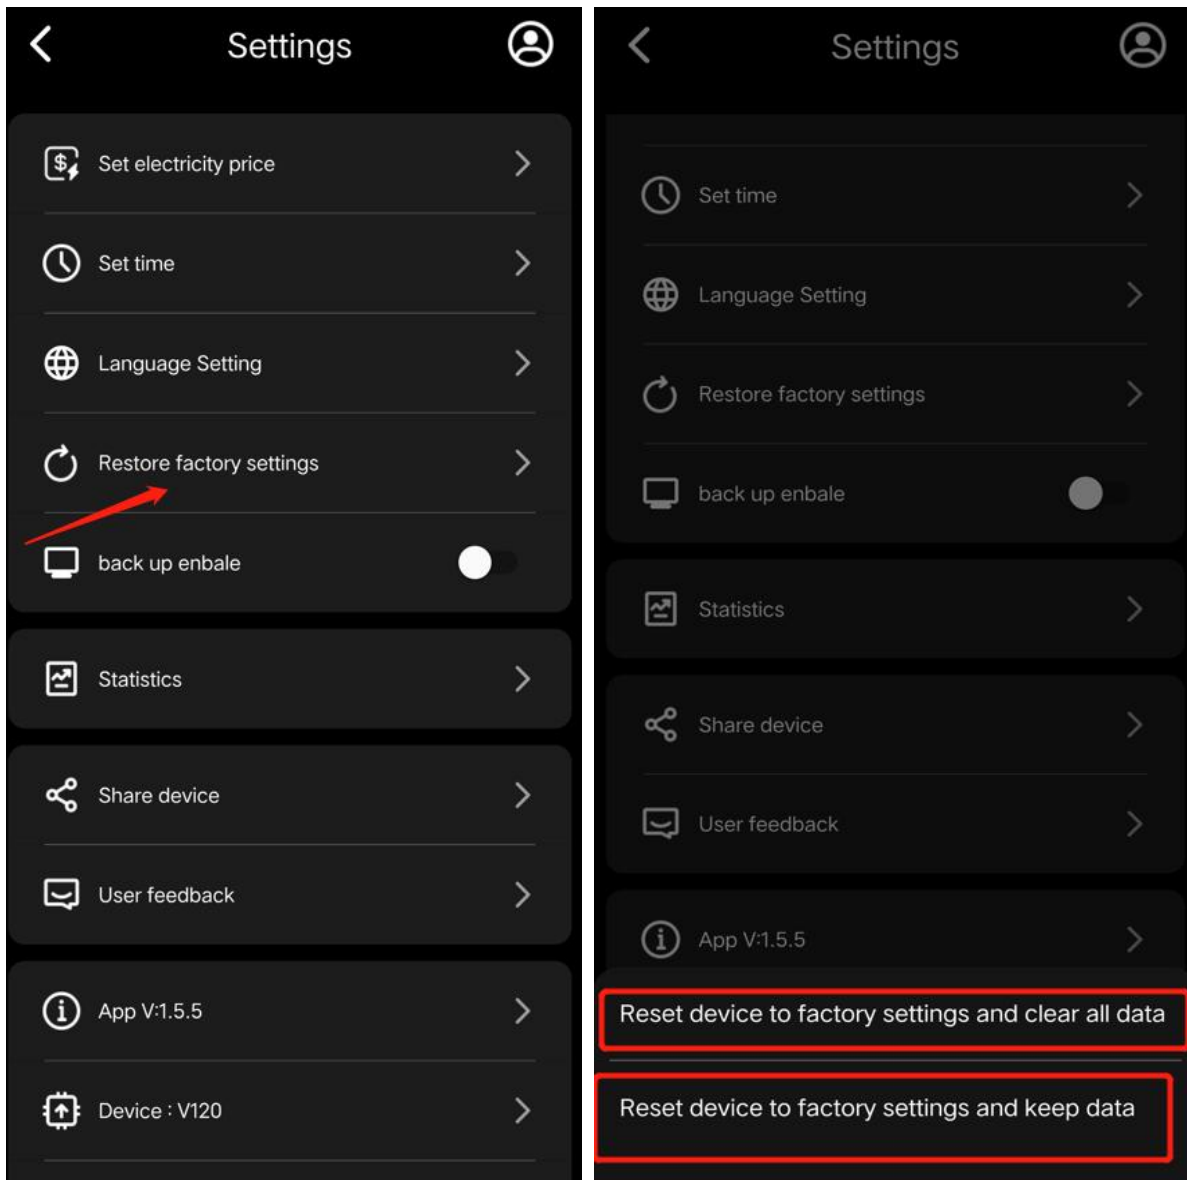 Settings
Set electricity price
Set time
Language Setting
Restore factory settings
back up enbale
Statistics
Share device
User feedback
App V:1.5.5
Device : V120
Settings
Set time
Language Setting
Restore factory settings
back up enbale
Statistics
Share device
User feedback
App V:1.5.5
Reset device to factory settings and clear all data
Reset device to factory settings and keep data